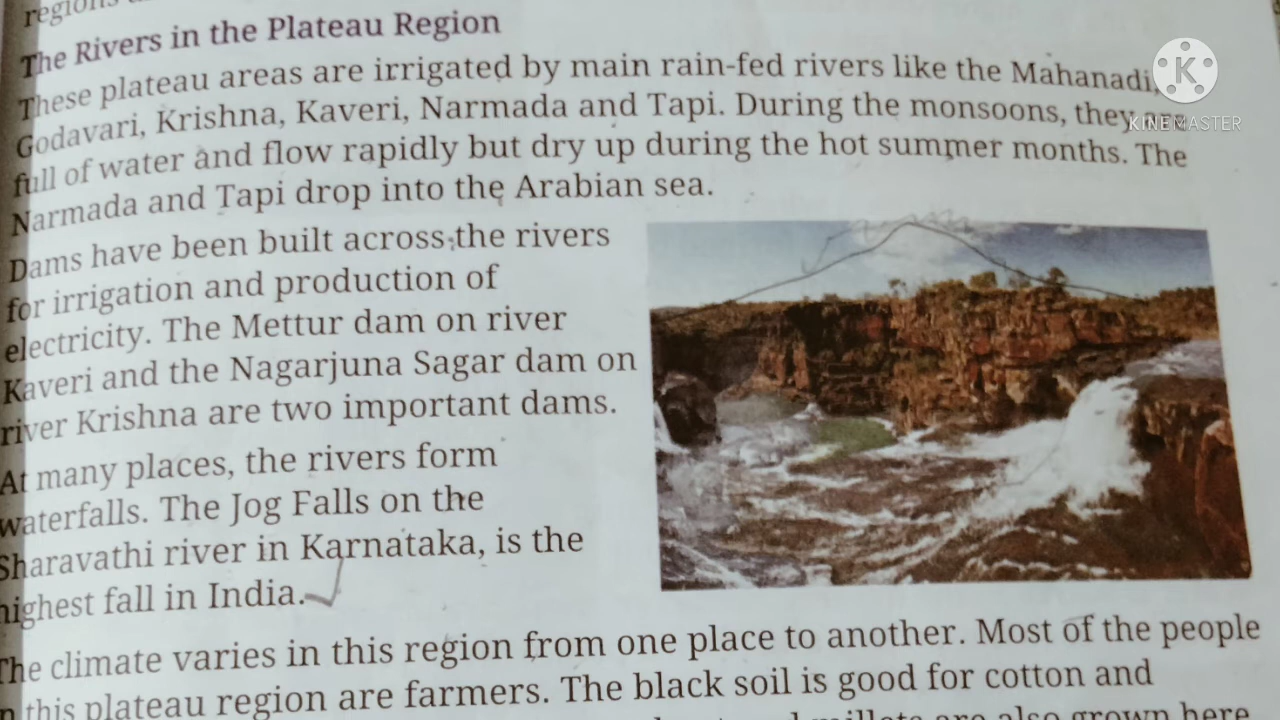 regions
The Rivers in the Plateau Region
These plateau areas are irrigated by main rain-fed rivers like the Mahanadi,
Godavari, Krishna, Kaveri, Narmada and Tapi. During the monsoons, they
full of water and flow rapidly but dry up during the hot summer months. The
Narmada and Tapi drop into the Arabian sea.
Dams have been built across the rivers
for irrigation and production of
electricity. The Mettur dam on river
Kaveri and the Nagarjuna Sagar dam on
river Krishna are two important dams.
At many places, the rivers form
waterfalls. The Jog Falls on the
Sharavathi river in Karnataka, is the
highest fall in India.
The climate varies in this region from one place to another. Most of the people
n this plateau region are farmers. The black soil is good for cotton and
millets are also grown here
K
KINEMASTER